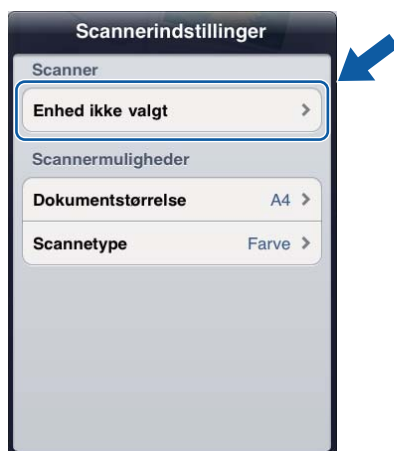 Scannerindstillinger
Scanner
Enhed ikke valgt
Scannermuligheder
Dokumentstørrelse A4
Scannetype Farve